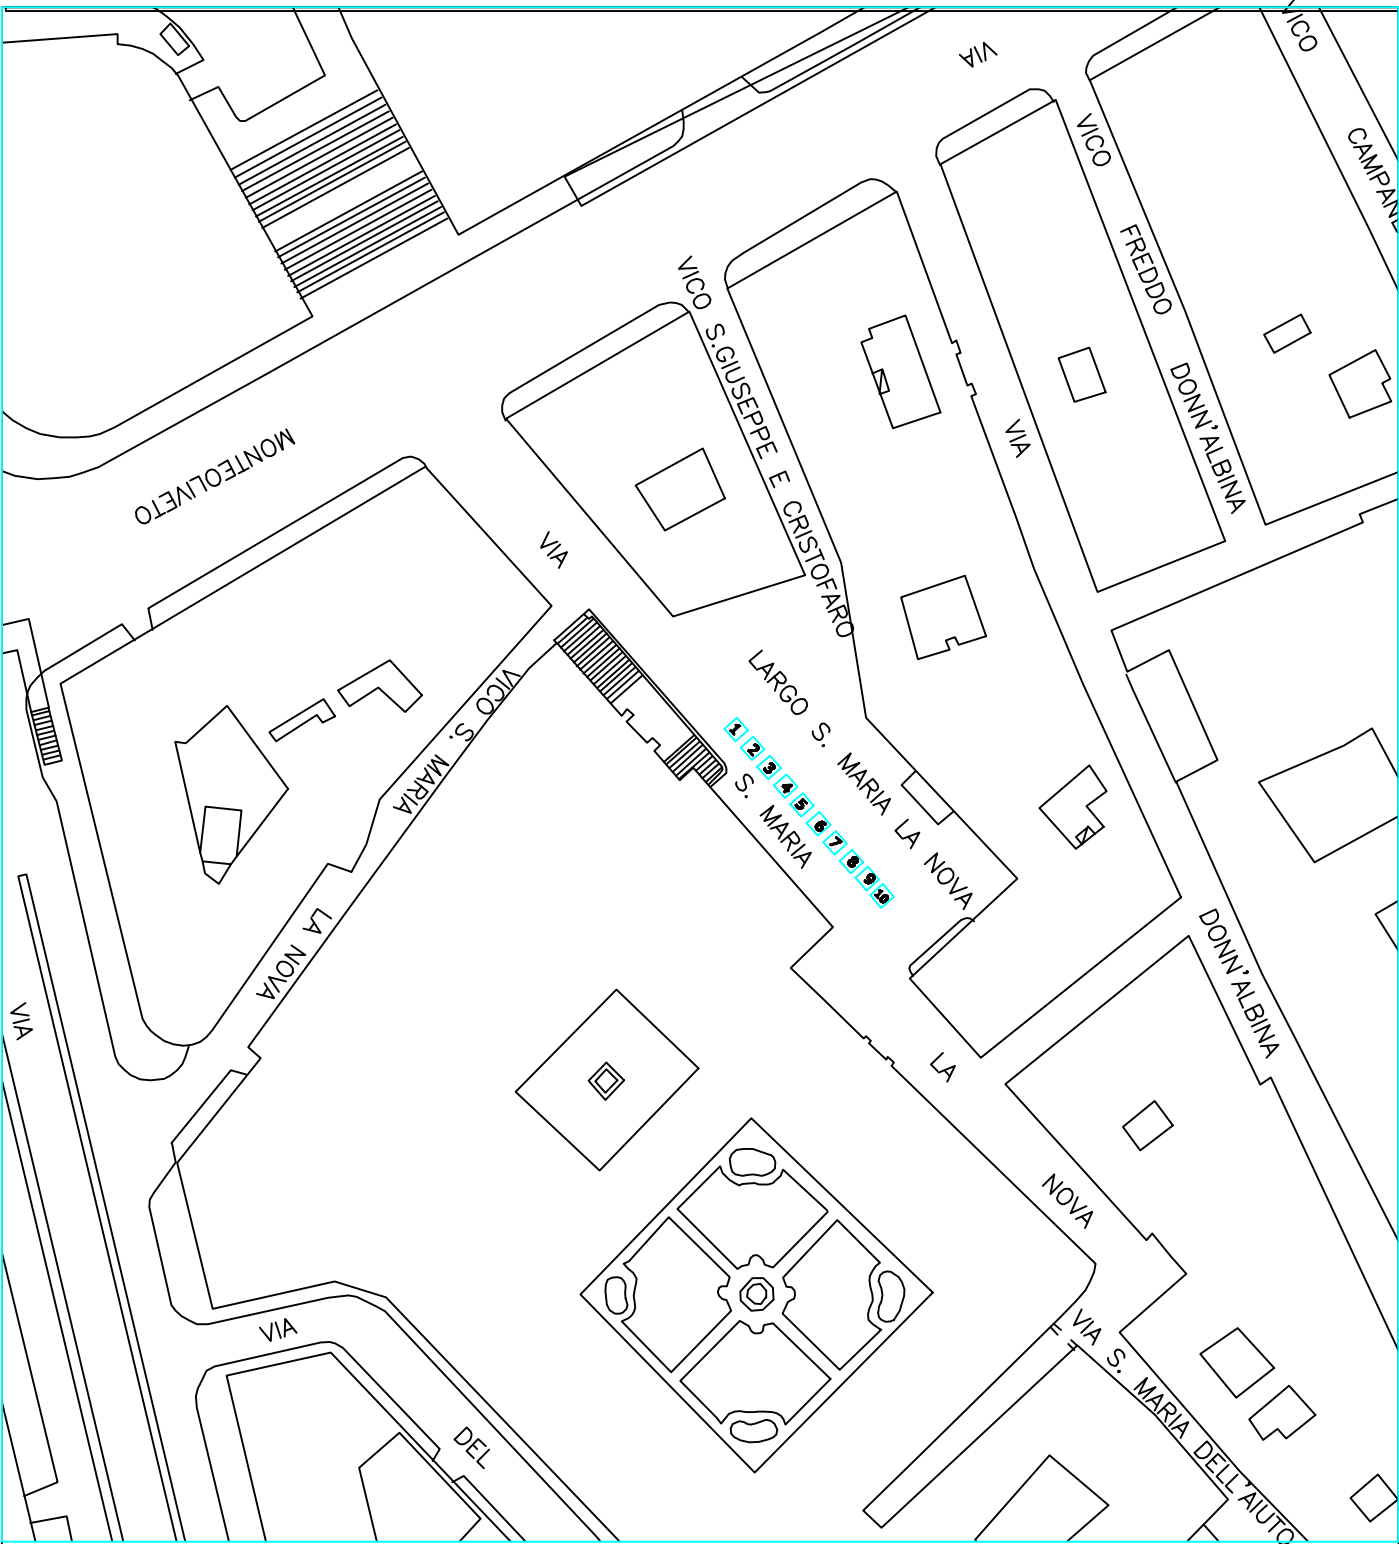 VICO
VIA
VICO
CAMPANE
FREDDO
VICO S.GIUSEPPE E CRISTOFARO
DONN'ALBINA
VIA
MONTEOLIVETO
VIA
LARGO S. MARIA LA NOVA
VICO S. MARIA
LA NOVA
1
2
3
4
5
6
7
8
9
10
S. MARIA
LA
NOVA
DONN'ALBINA
VIA
VIA
DEL
VIA S. MARIA DELL'AIUTO